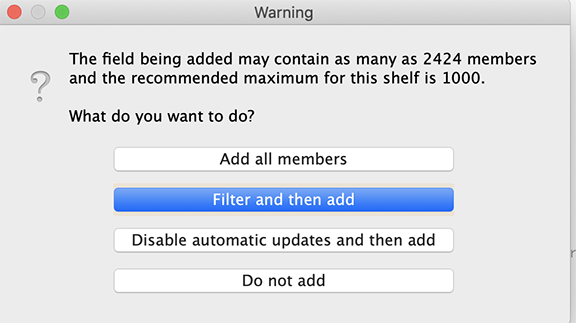 Warning
The field being added may contain as many as 2424 members
and the recommended maximum for this shelf is 1000.
What do you want to do?
Add all members
Filter and then add
Disable automatic updates and then add
Do not add